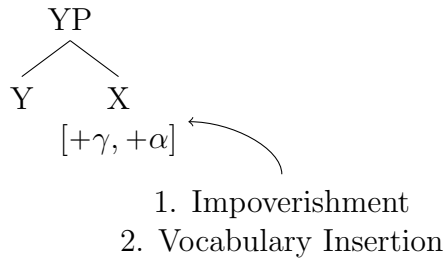 YP
Y X
[+γ, +α]
1. Impoverishment
2. Vocabulary Insertion